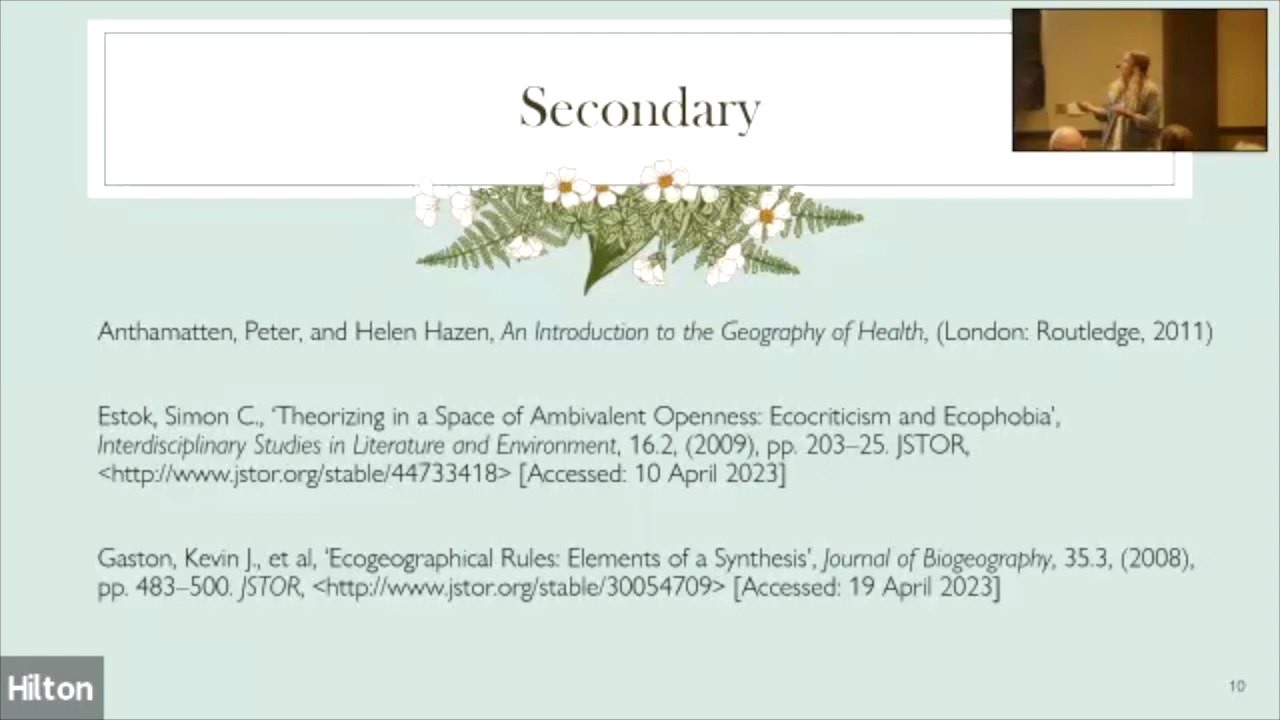 Secondary
Anthamatten, Peter, and Helen Hazen, An Introduction to the Geography of Health, (London: Routledge, 2011)
Estok, Simon C., ‘Theorizing in a Space of Ambivalent Openness: Ecocriticism and Ecophobia’,
Interdisciplinary Studies in Literature and Environment, 16.2, (2009), pp. 203–25. JSTOR,
<http://www.jstor.org/stable/44733418> [Accessed: 10 April 2023]
Gaston, Kevin J., et al, ‘Ecogeographical Rules: Elements of a Synthesis’, Journal of Biogeography, 35.3, (2008),
pp. 483–500. JSTOR, <http://www.jstor.org/stable/30054709> [Accessed: 19 April 2023]
Hilton
10